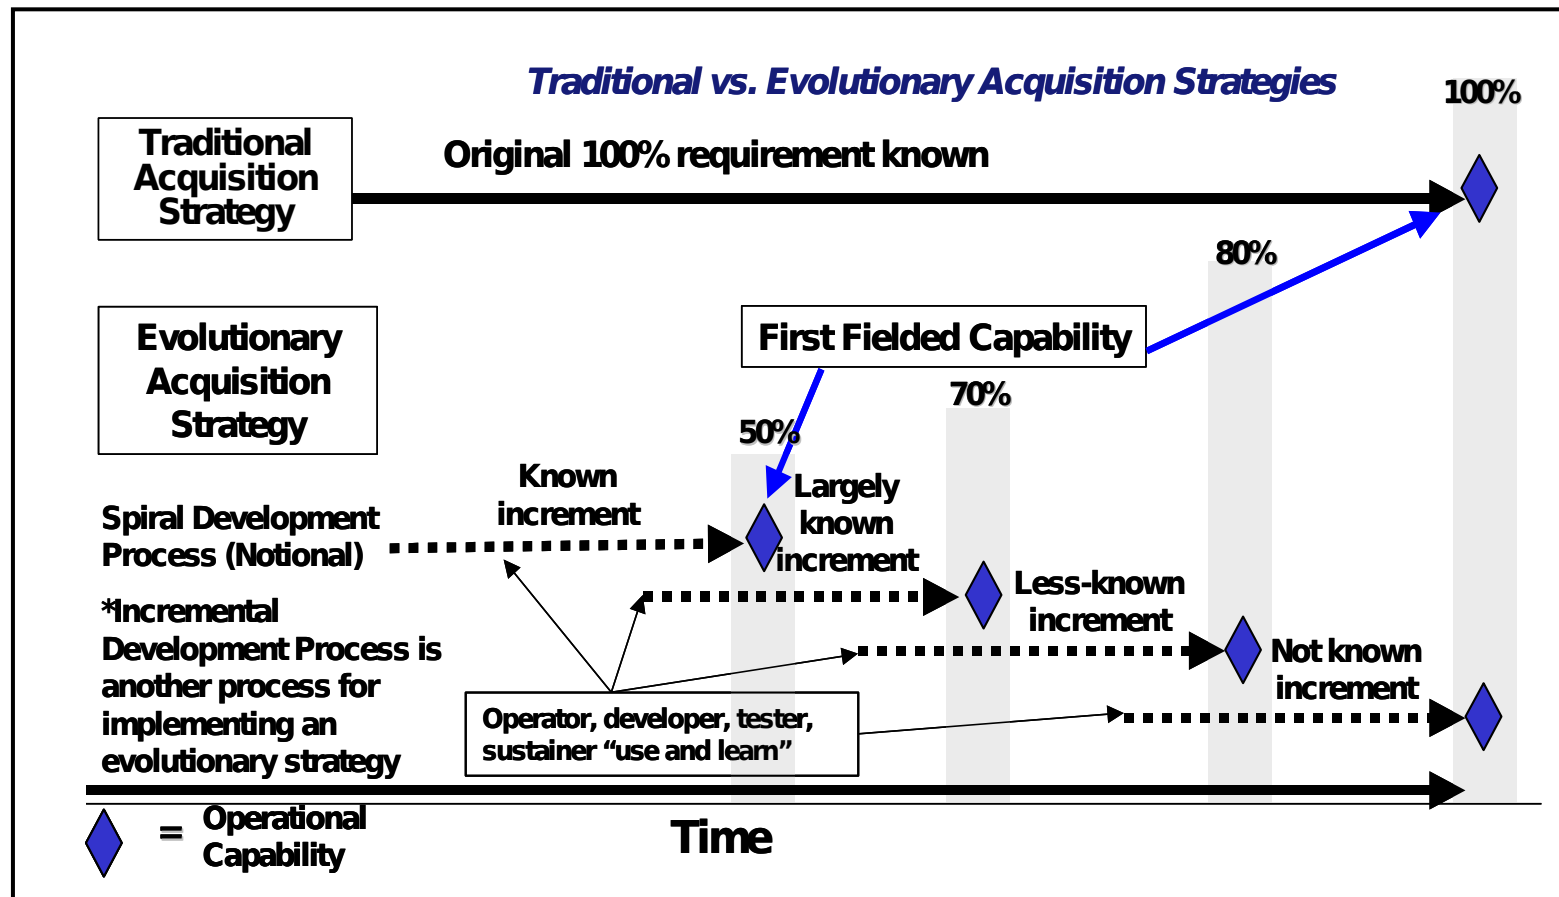 Traditional vs. Evolutionary Acquisition Strategies
100%
Traditional
Acquisition
Strategy
Original 100% requirement known
80%
Evolutionary
Acquisition
Strategy
First Fielded Capability
70%
50%
Known
increment
Largely
known
increment
Spiral Development
Process (Notional)
Less-known
increment
*Incremental
Development Process is
another process for
implementing an
evolutionary strategy
Not known
increment
Operator, developer, tester,
sustainer “use and learn”
= Operational
Capability
Time